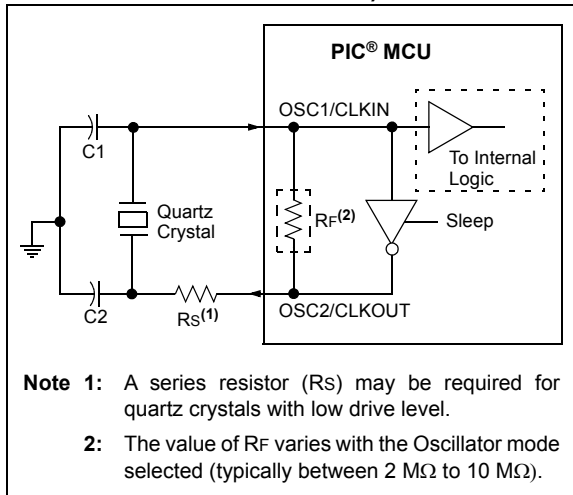 PIC® MCU
OSC1/CLKIN
C1
To Internal
Logic
Quartz
Crystal
RF(2)
Sleep
C2
RS(1)
OSC2/CLKOUT
Note 1: A series resistor (RS) may be required for
quartz crystals with low drive level.
2: The value of RF varies with the Oscillator mode
selected (typically between 2 MΩ to 10 MΩ).